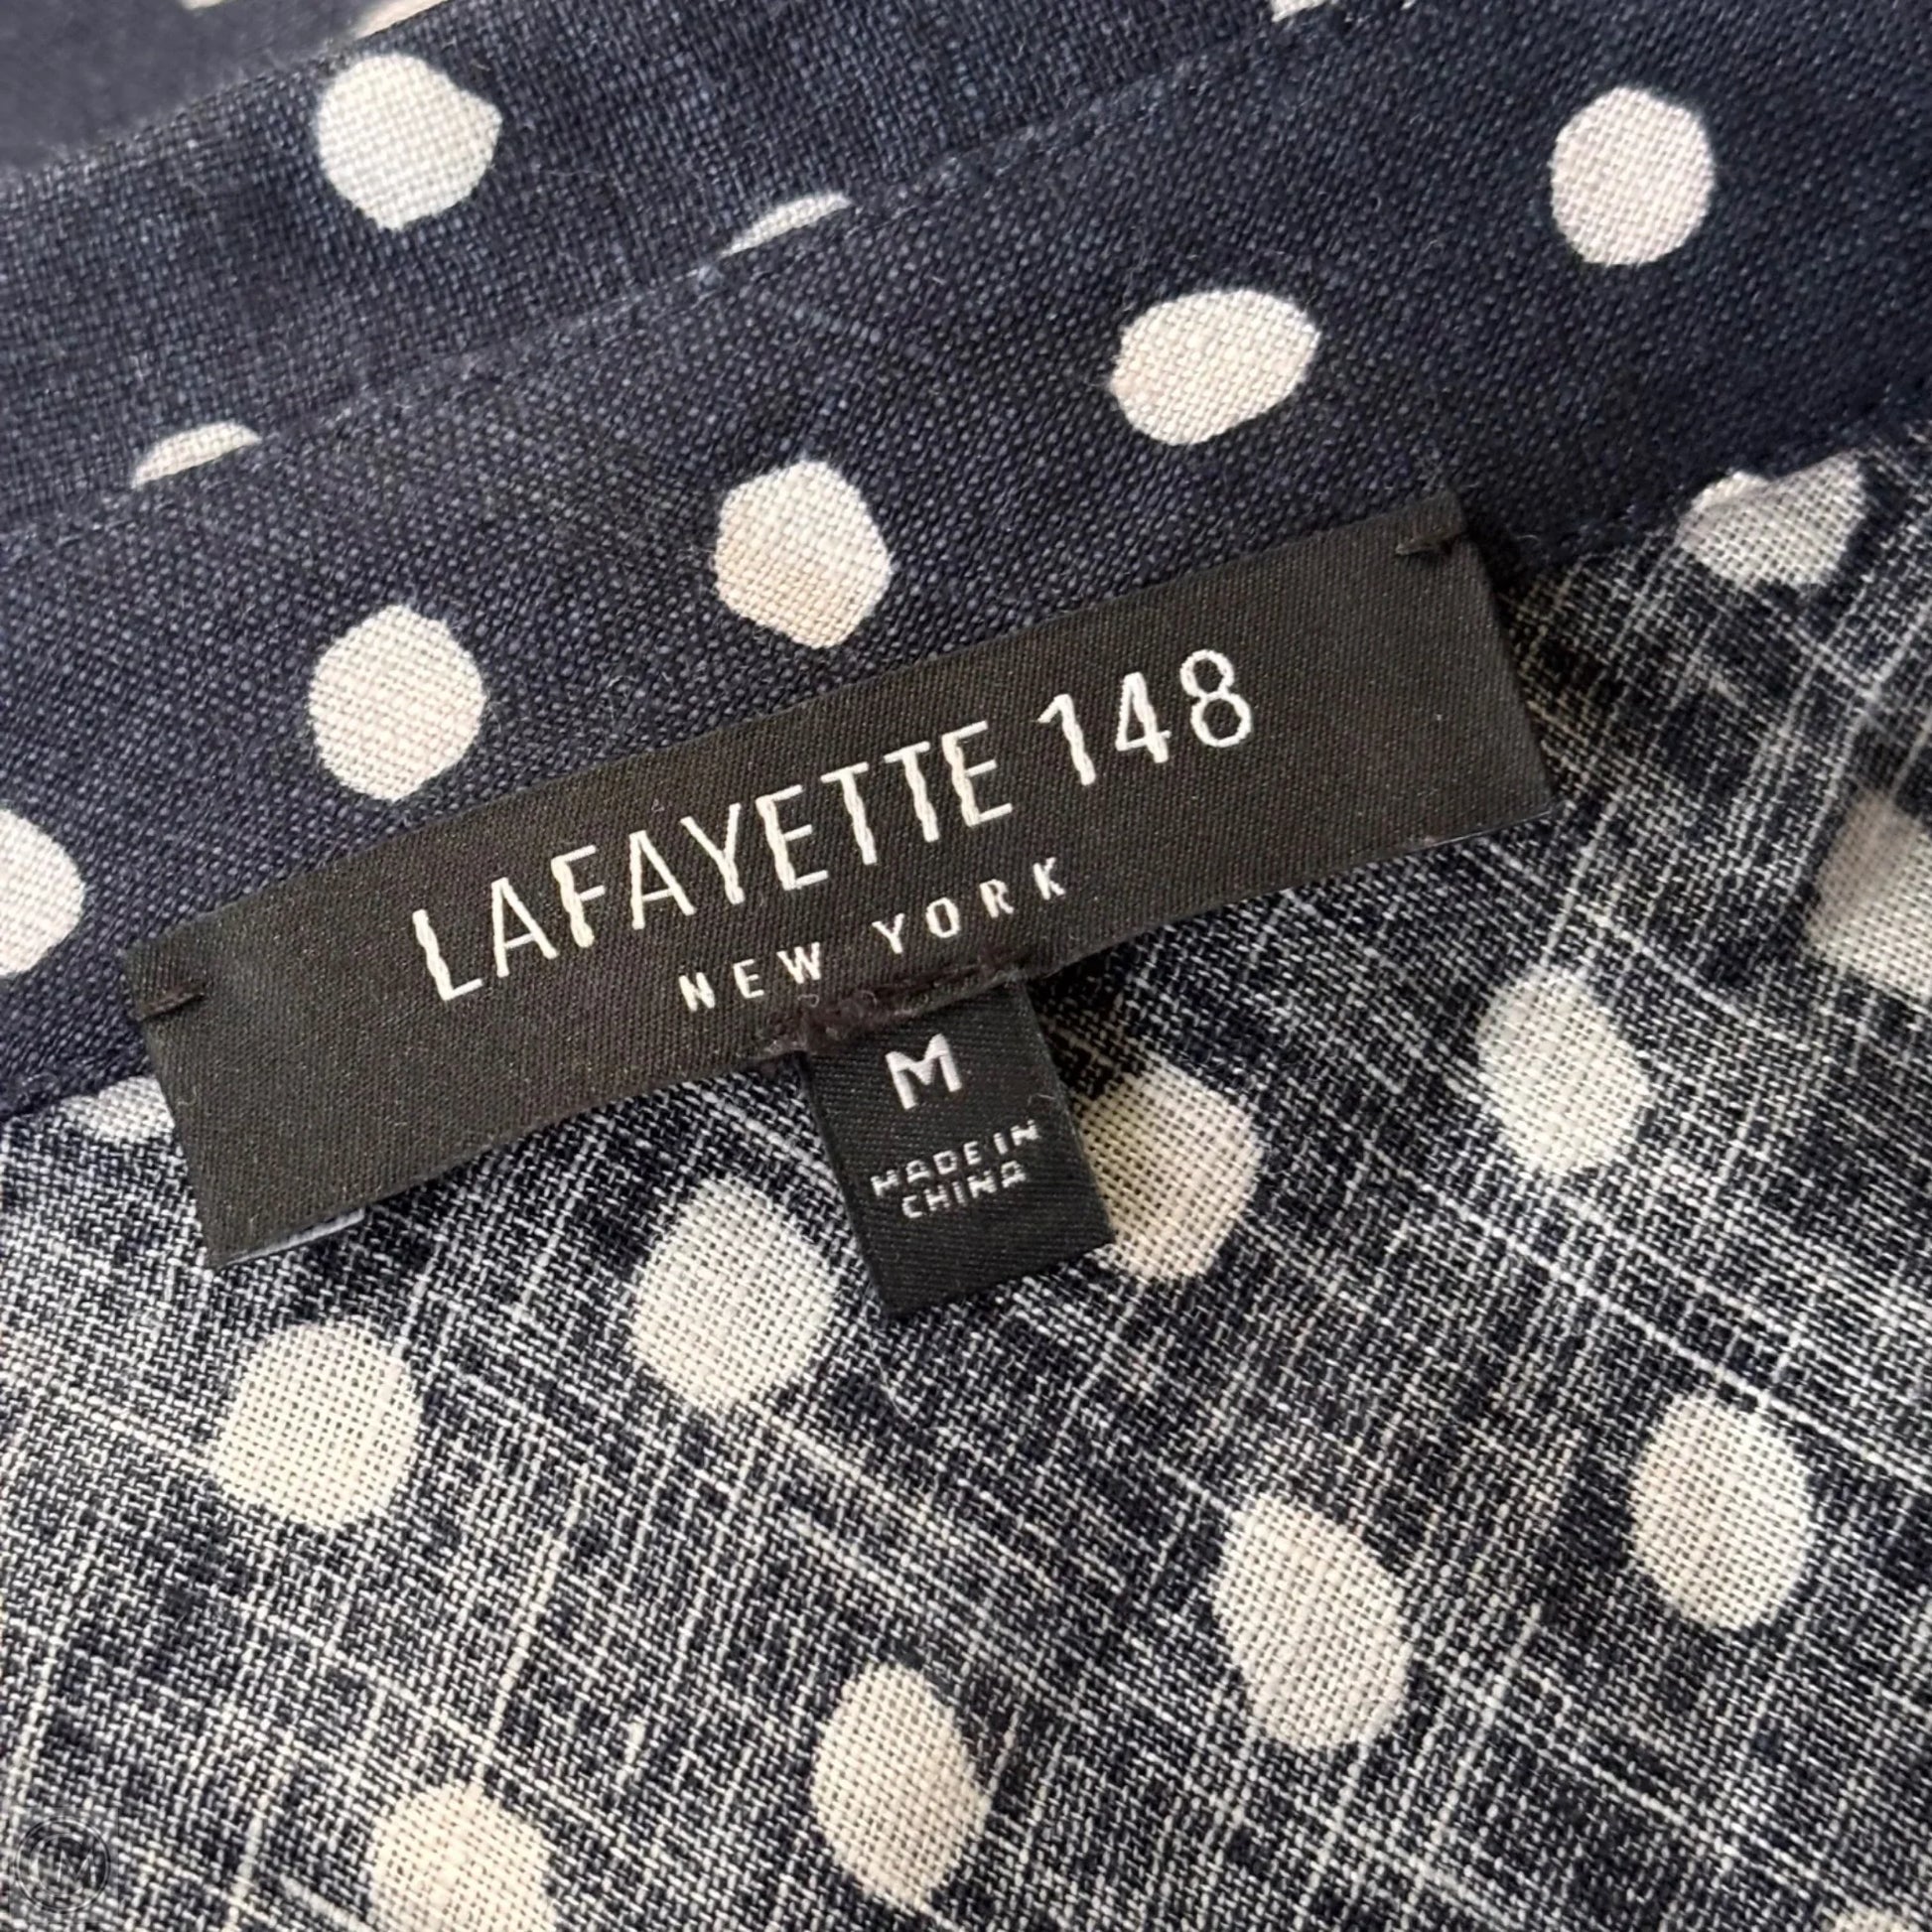 LAFAYETTE 148
NEW YORK
M
MADE IN
CHINA